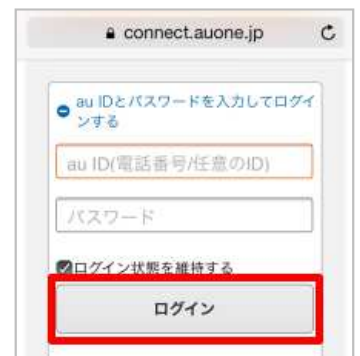 connect.auone.jp
au IDとパスワードを入力してログイ
ンする
au ID(電話番号/任意のID)
パスワード
ログイン状態を維持する
ログイン